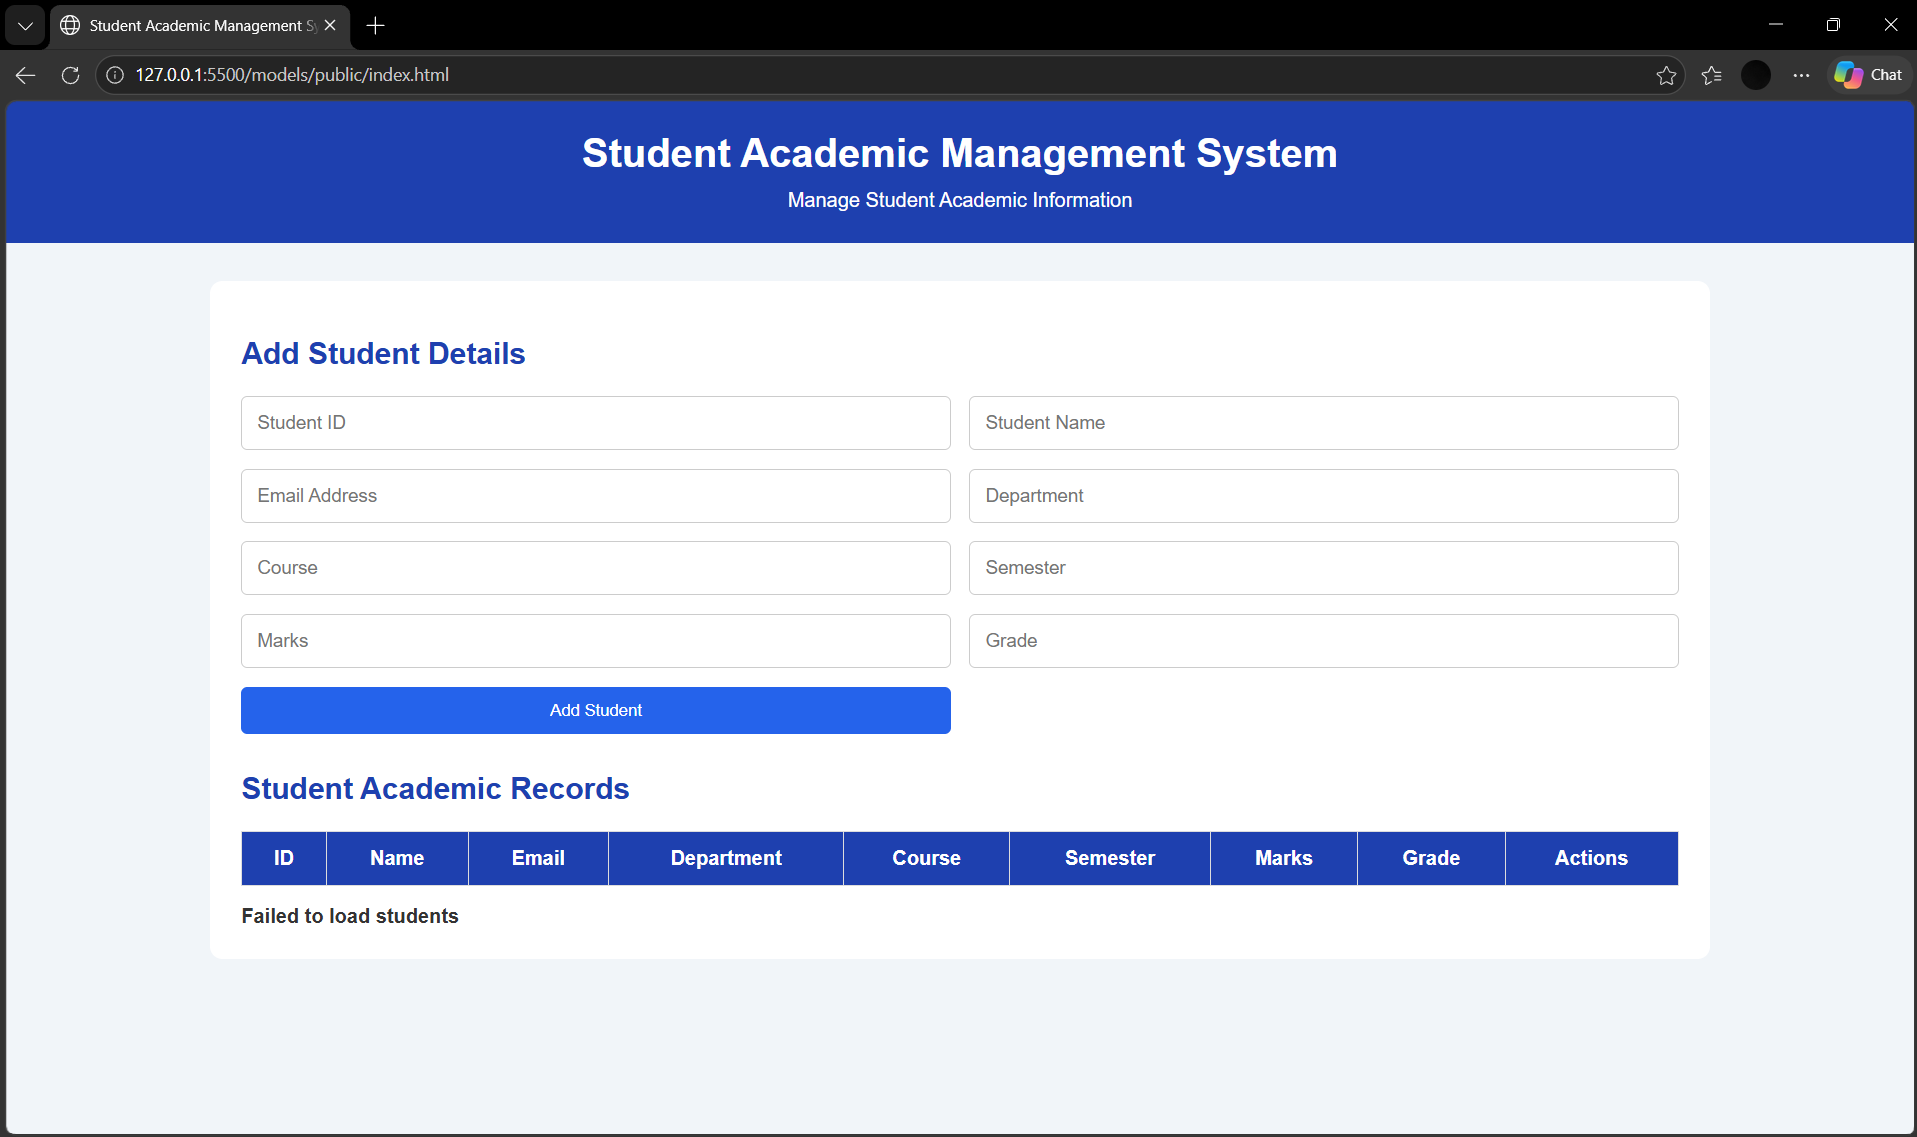 Student Academic Management S
127.0.0.1:5500/models/public/index.html
Chat
Student Academic Management System
Manage Student Academic Information
Add Student Details
Student ID
Student Name
Email Address
Department
Course
Semester
Marks
Grade
Add Student
Student Academic Records
ID Name Email Department Course Semester Marks Grade Actions
Failed to load students